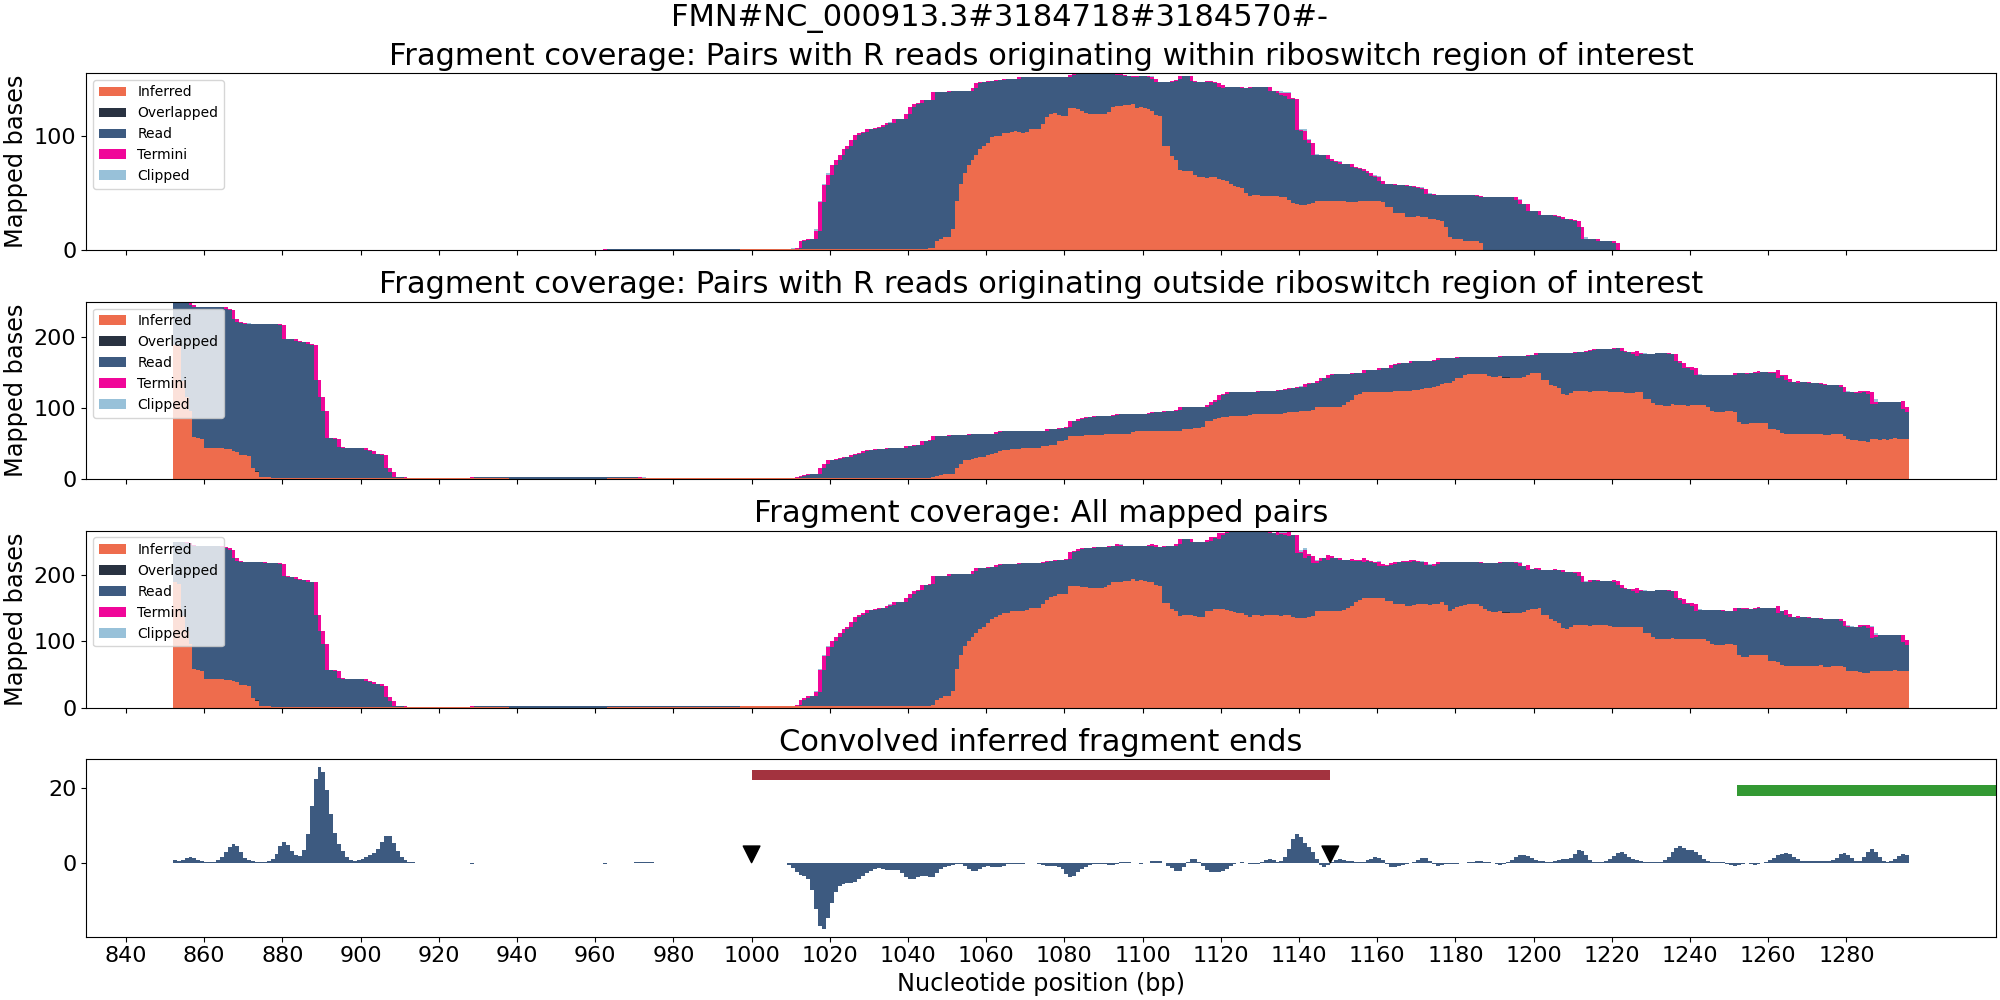 FMN#NC_000913.3#3184718#3184570#-
Fragment coverage: Pairs with R reads originating within riboswitch region of interest
Mapped bases
100
0
Inferred
Overlapped
Read
Termini
Clipped
Fragment coverage: Pairs with R reads originating outside riboswitch region of interest
Mapped bases
200
100
0
Inferred
Overlapped
Read
Termini
Clipped
Fragment coverage: All mapped pairs
Mapped bases
200
100
0
Inferred
Overlapped
Read
Termini
Clipped
Convolved inferred fragment ends
20
0
840 860 880 900 920 940 960 980 1000 1020 1040 1060 1080 1100 1120 1140 1160 1180 1200 1220 1240 1260 1280
Nucleotide position (bp)